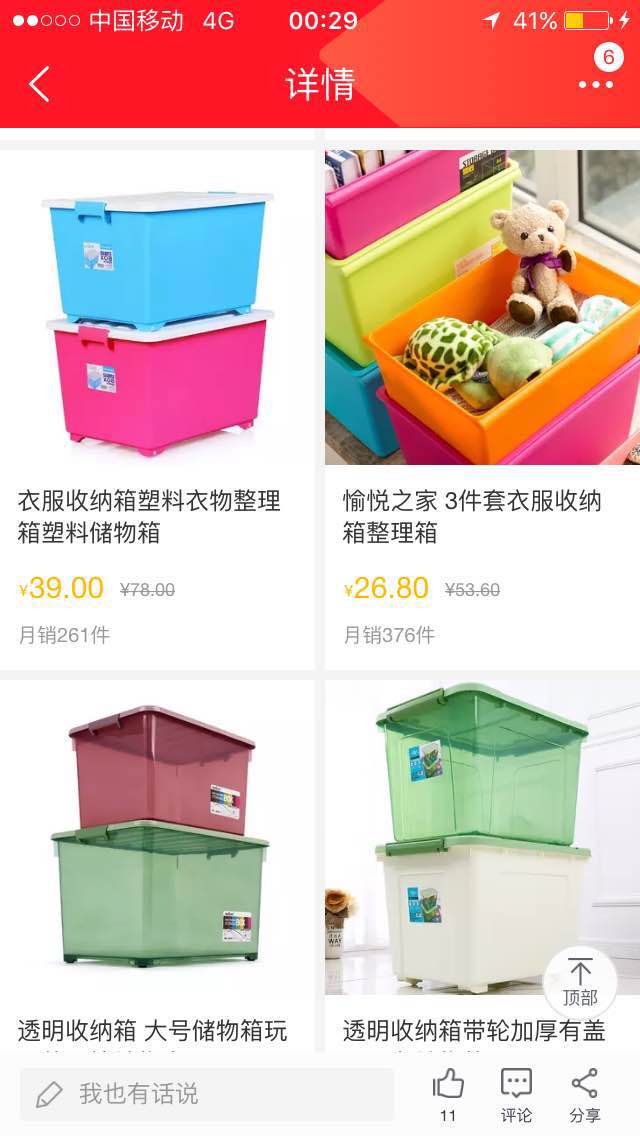 中国移动 4G 00:29 41%
详情
6
衣服收纳箱塑料衣物整理
箱塑料储物箱
¥39.00 ¥78.00
月销261件
愉悦之家 3件套衣服收纳
箱整理箱
¥26.80 ¥53.60
月销376件
透明收纳箱 大号储物箱玩
透明收纳箱带轮加厚有盖
顶部
我也有话说
11
评论
分享